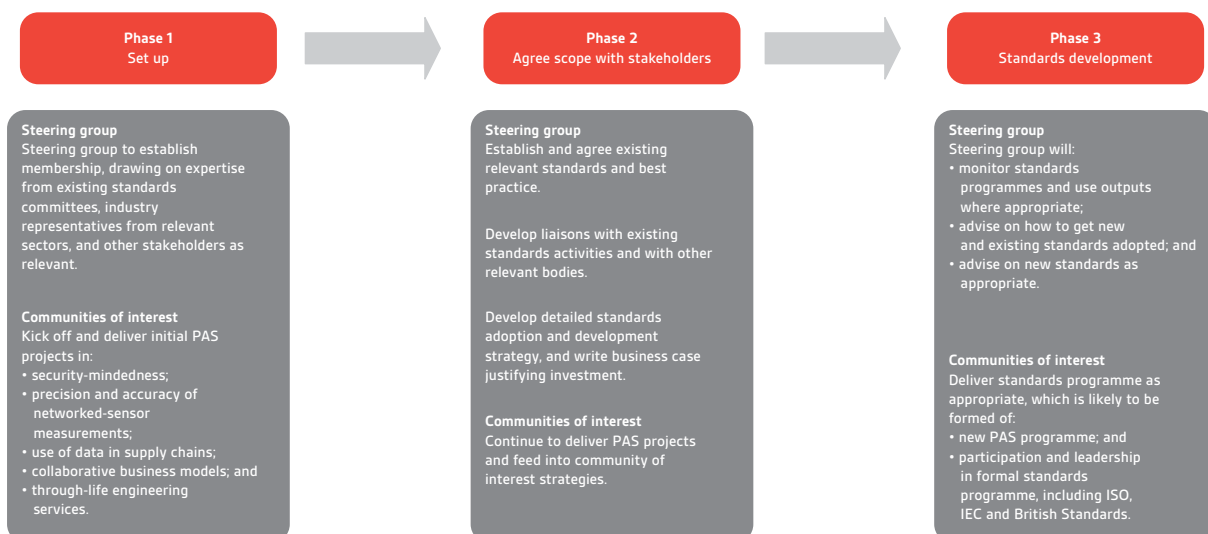 Phase 1
Set up
Phase 2
Agree scope with stakeholders
Phase 3
Standards development
Steering group
Steering group to establish
membership, drawing on expertise
from existing standards
committees, industry
representatives from relevant
sectors, and other stakeholders as
relevant.
Communities of interest
Kick off and deliver initial PAS
projects in:
• security-mindedness;
• precision and accuracy of
networked-sensor
measurements;
• use of data in supply chains;
• collaborative business models; and
• through-life engineering
services.
Steering group
Establish and agree existing
relevant standards and best
practice.
Develop liaisons with existing
standards activities and with other
relevant bodies.
Develop detailed standards
adoption and development
strategy, and write business case
justifying investment.
Communities of interest
Continue to deliver PAS projects
and feed into community of
interest strategies.
Steering group
Steering group will:
• monitor standards
programmes and use outputs
where appropriate;
• advise on how to get new
and existing standards adopted; and
• advise on new standards as
appropriate.
Communities of interest
Deliver standards programme as
appropriate, which is likely to be
formed of:
• new PAS programme; and
• participation and leadership
in formal standards
programme, including ISO,
IEC and British Standards.